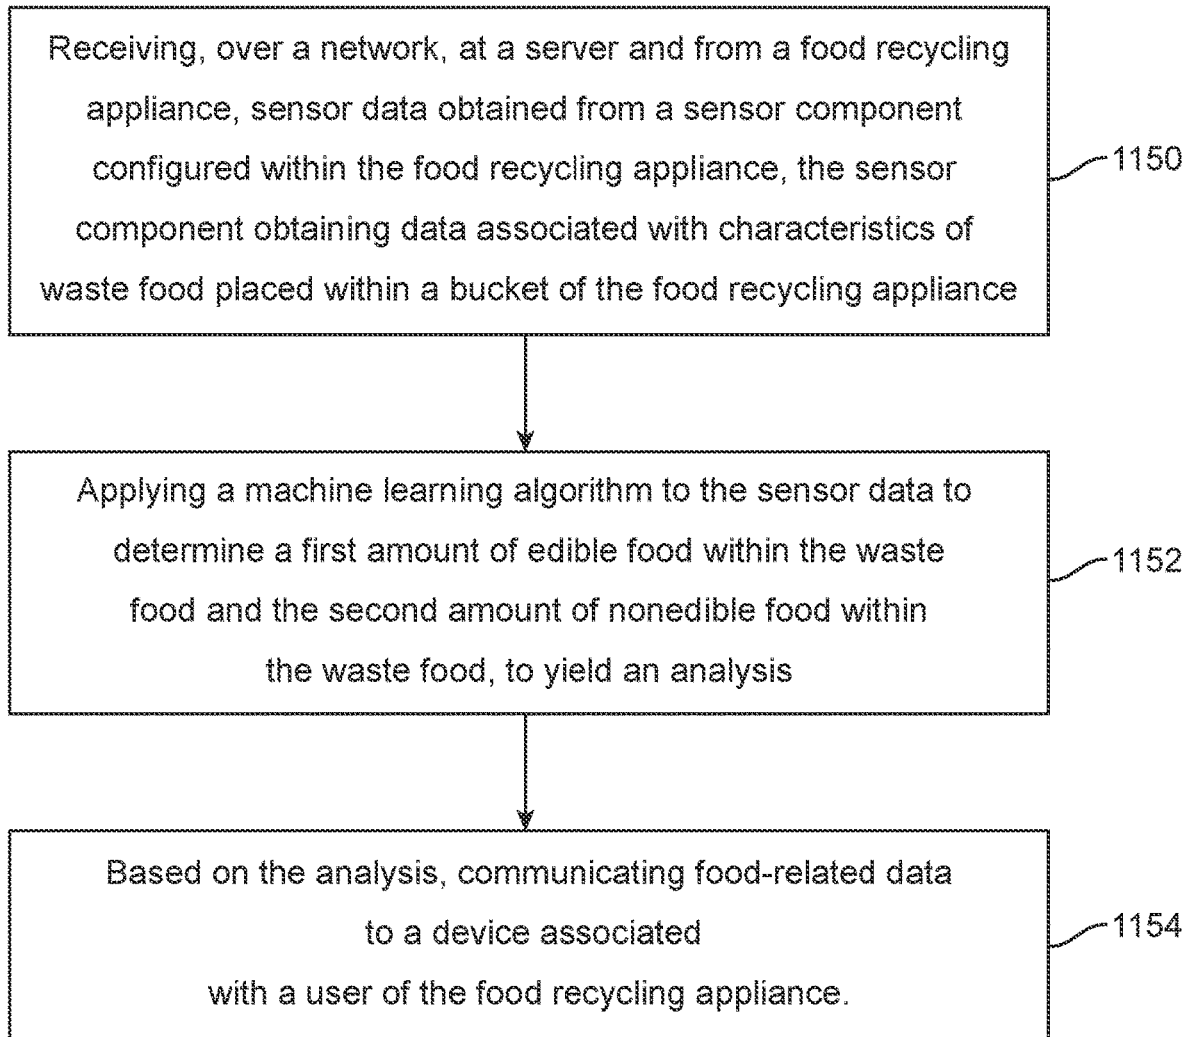 Receiving, over a network, at a server and from a food recycling
appliance, sensor data obtained from a sensor component
configured within the food recycling appliance, the sensor
component obtaining data associated with characteristics of
waste food placed within a bucket of the food recycling appliance
1150
Applying a machine learning algorithm to the sensor data to
determine a first amount of edible food within the waste
food and the second amount of nonedible food within
the waste food, to yield an analysis
1152
Based on the analysis, communicating food-related data
to a device associated
with a user of the food recycling appliance.
1154